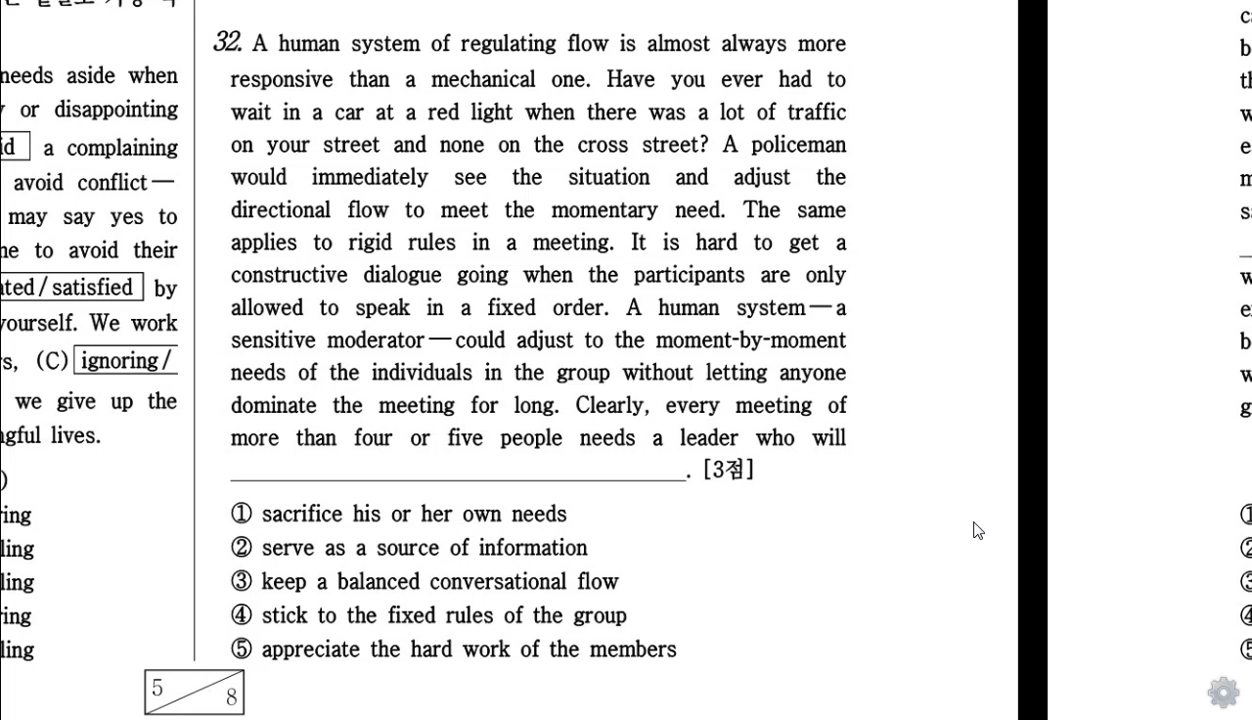 needs aside when
or disappointing
a complaining
avoid conflict—
may say yes to
to avoid their
/satisfied by
We work
(C) ignoring/
we give up the
lives.
5
8
32. A human system of regulating flow is almost always more
responsive than a mechanical one. Have you ever had to
wait in a car at a red light when there was a lot of traffic
on your street and none on the cross street? A policeman
would immediately see the situation and adjust the
directional flow to meet the momentary need. The same
applies to rigid rules in a meeting. It is hard to get a
constructive dialogue going when the participants are only
allowed to speak in a fixed order. A human system—a
sensitive moderator—could adjust to the moment-by-moment
needs of the individuals in the group without letting anyone
dominate the meeting for long. Clearly, every meeting of
more than four or five people needs a leader who will
____________________. [3점]
① sacrifice his or her own needs
② serve as a source of information
③ keep a balanced conversational flow
④ stick to the fixed rules of the group
⑤ appreciate the hard work of the members